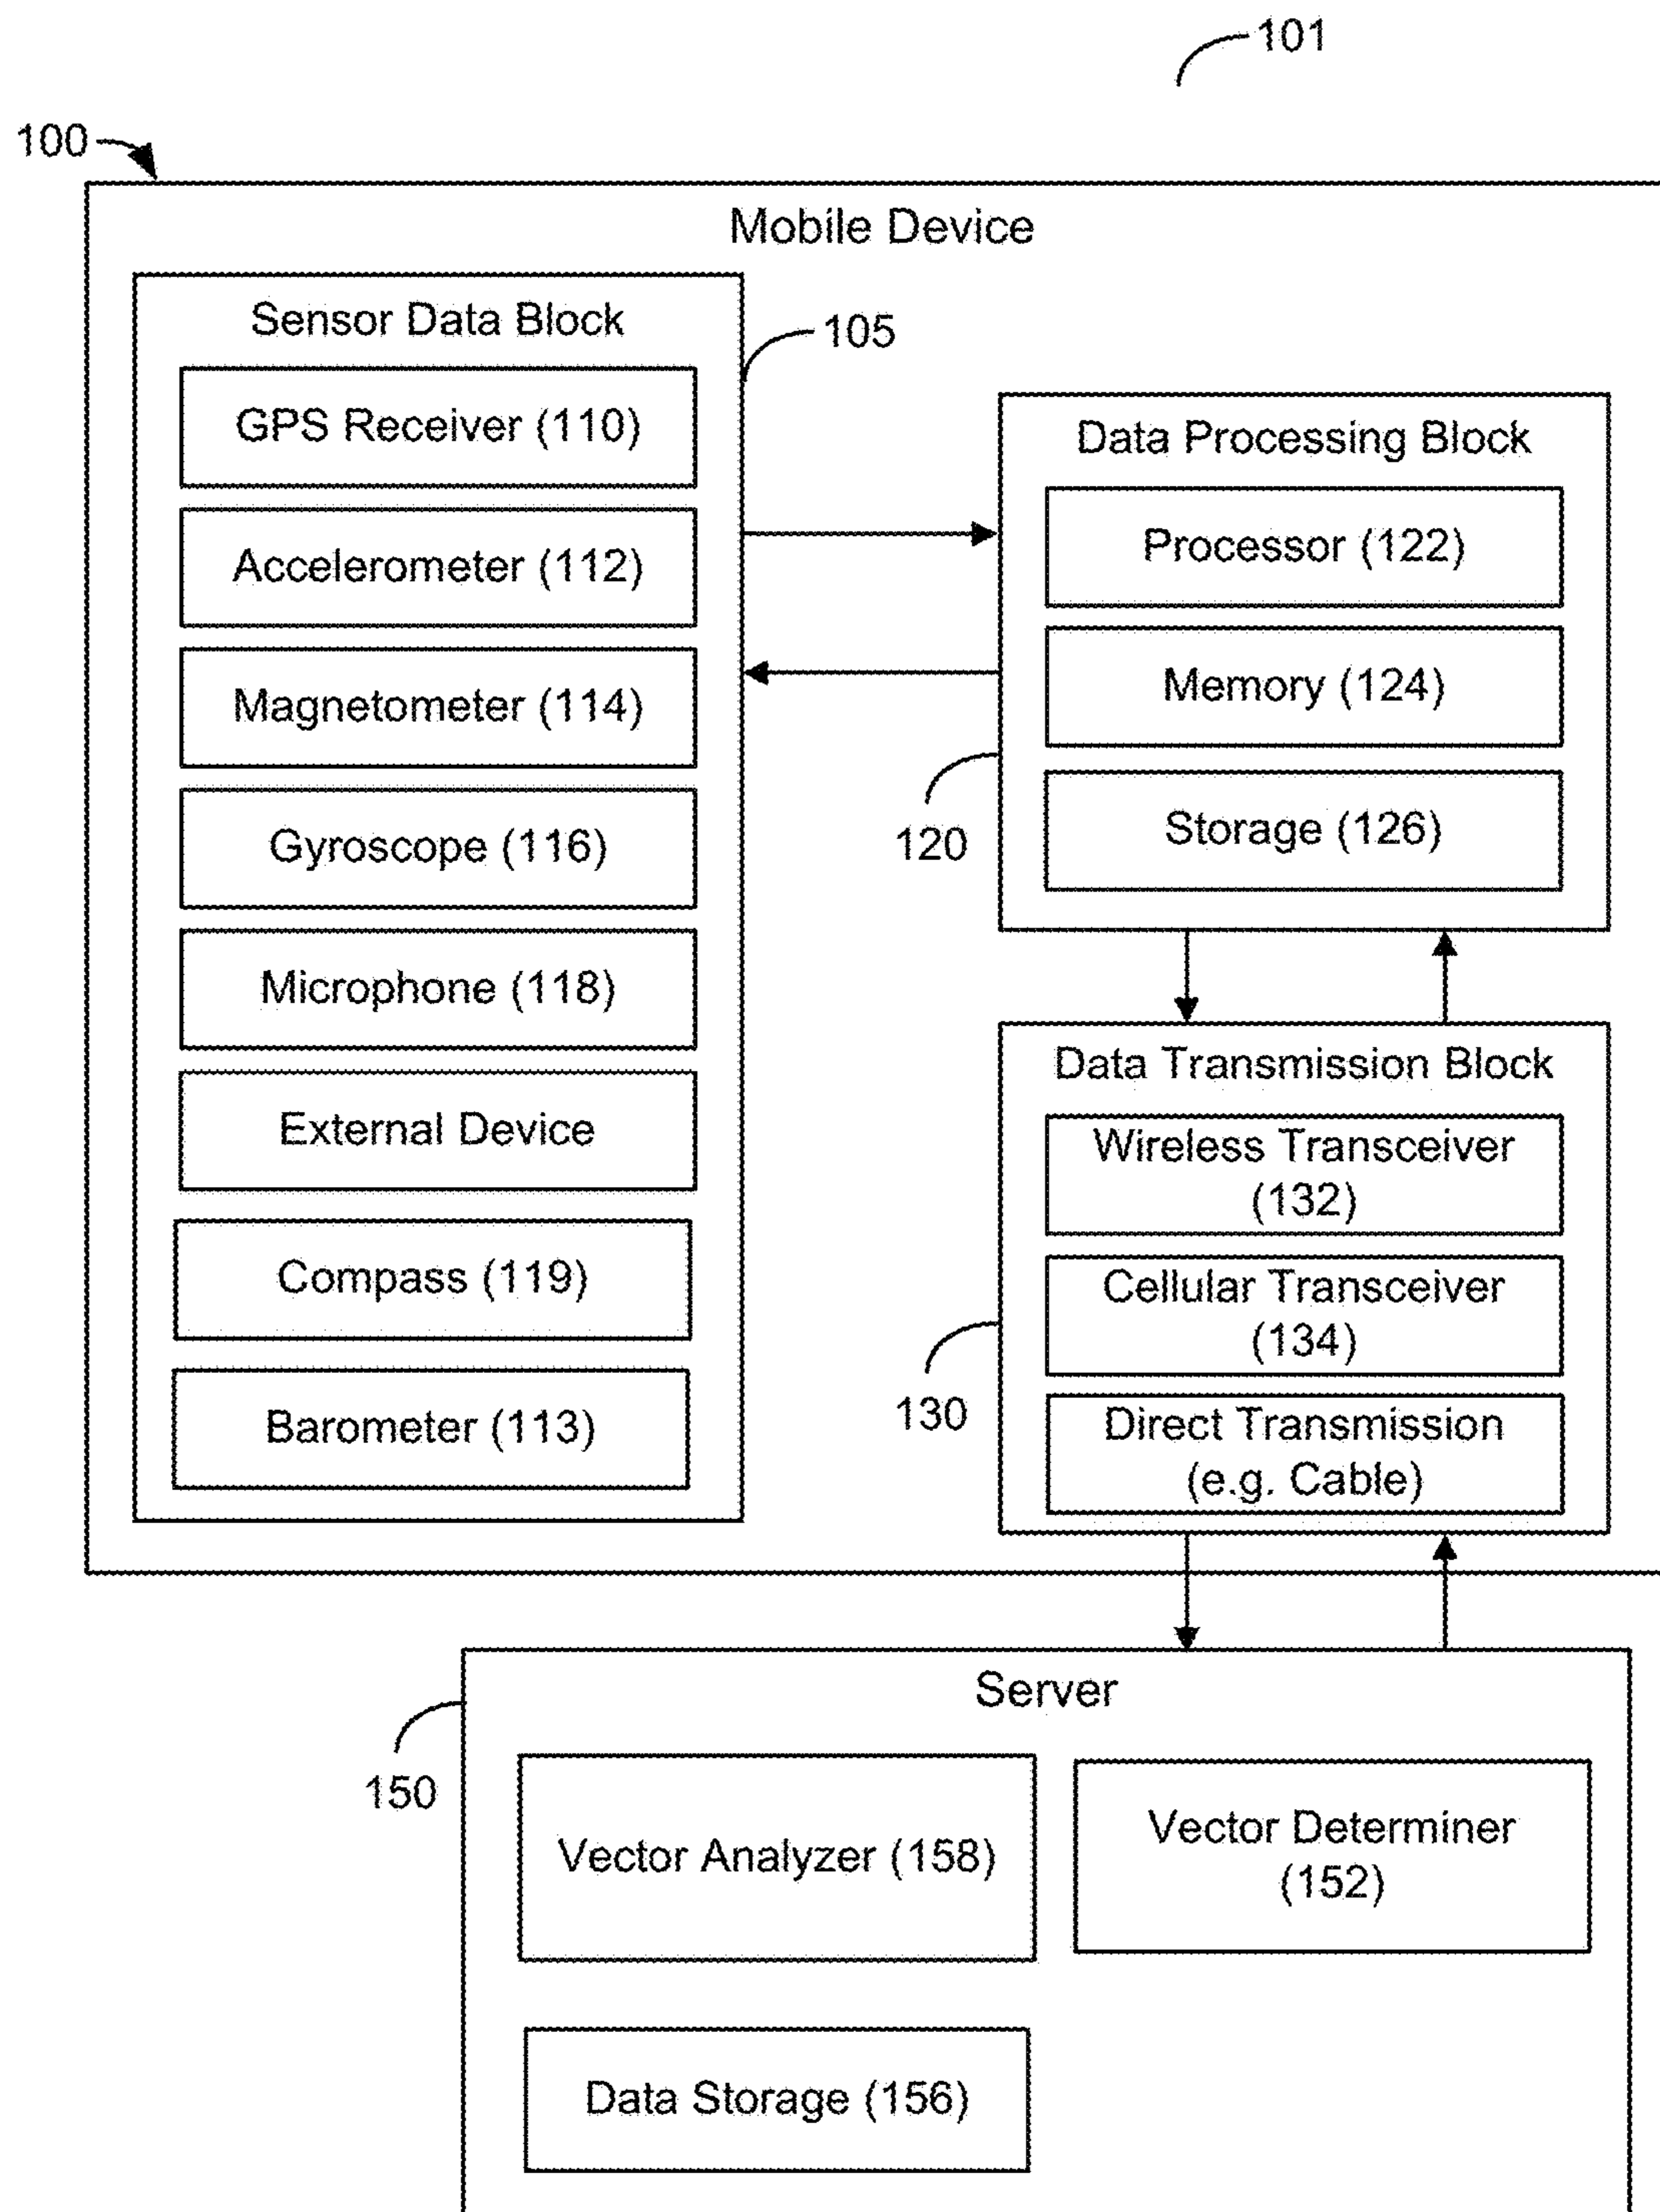 101
100
Mobile Device
Sensor Data Block
105
GPS Receiver (110)
Accelerometer (112)
Magnetometer (114)
Gyroscope (116)
Microphone (118)
External Device
Compass (119)
Barometer (113)
Data Processing Block
Processor (122)
Memory (124)
Storage (126)
120
Data Transmission Block
Wireless Transceiver
(132)
Cellular Transceiver
(134)
Direct Transmission
(e.g. Cable)
130
Server
150
Vector Analyzer (158)
Vector Determiner
(152)
Data Storage (156)